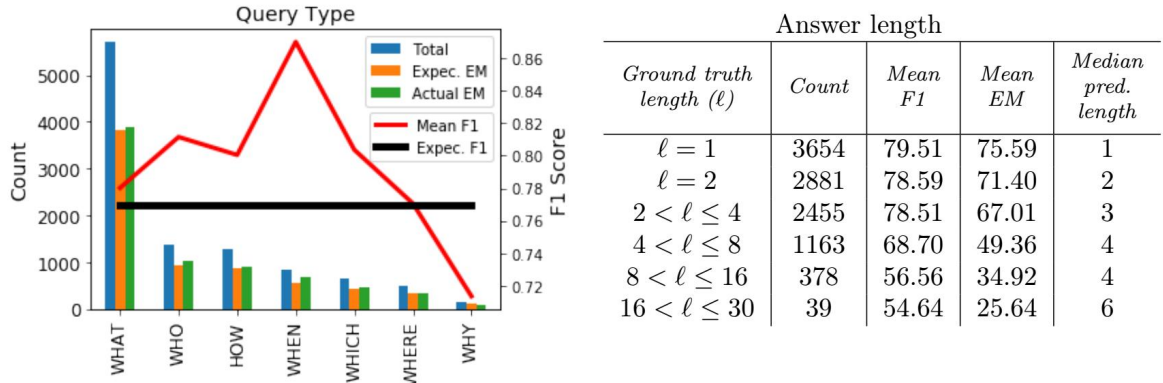 Query Type
Total
Expec. EM
Actual EM
Mean F1
Expec. F1
Count
5000
4000
3000
2000
1000
0
F1 Score
0.86
0.84
0.82
0.80
0.78
0.76
0.74
0.72
WHAT WHO HOW WHEN WHICH WHERE WHY
Answer length
Ground truth length (ℓ) Count Mean F1 Mean EM Median pred. length
ℓ = 1 3654 79.51 75.59 1
ℓ = 2 2881 78.59 71.40 2
2 < ℓ ≤ 4 2455 78.51 67.01 3
4 < ℓ ≤ 8 1163 68.70 49.36 4
8 < ℓ ≤ 16 378 56.56 34.92 4
16 < ℓ ≤ 30 39 54.64 25.64 6